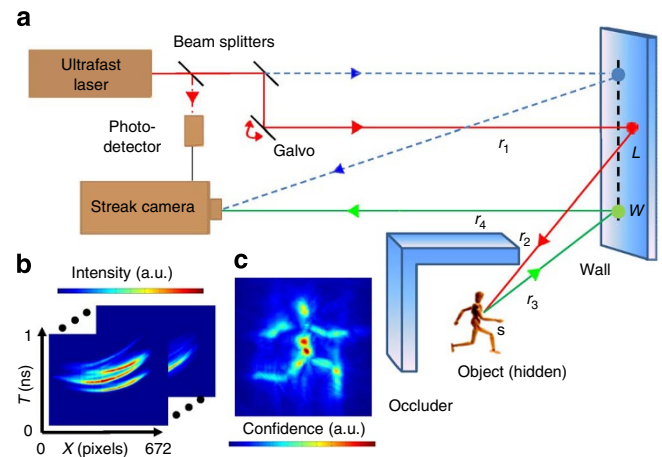 a
Beam splitters
Ultrafast
laser
Photo-
detector
Galvo
r1
L
Streak camera
r4
W
r2
Wall
r3
s
Object (hidden)
Occluder
b
Intensity (a.u.)
1
T (ns)
0
0 X (pixels) 672
c
Confidence (a.u.)